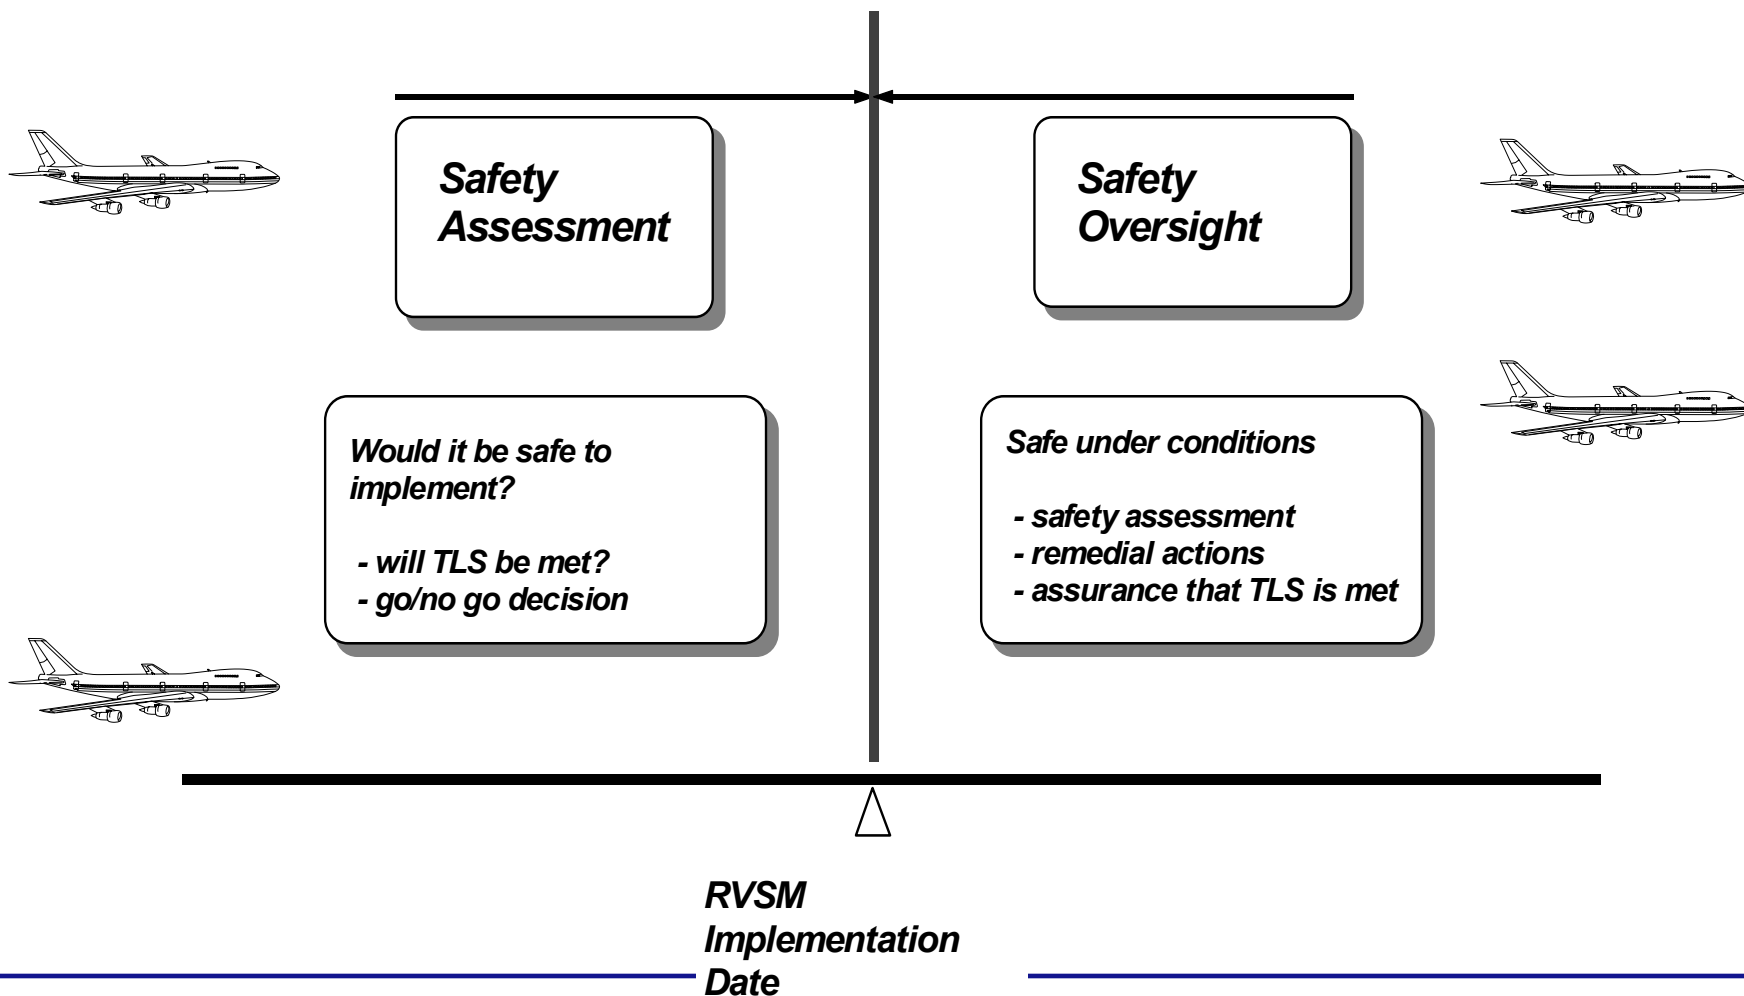 Safety
Assessment
Safety
Oversight
Would it be safe to
implement?
- will TLS be met?
- go/no go decision
Safe under conditions
- safety assessment
- remedial actions
- assurance that TLS is met
RVSM
Implementation
Date